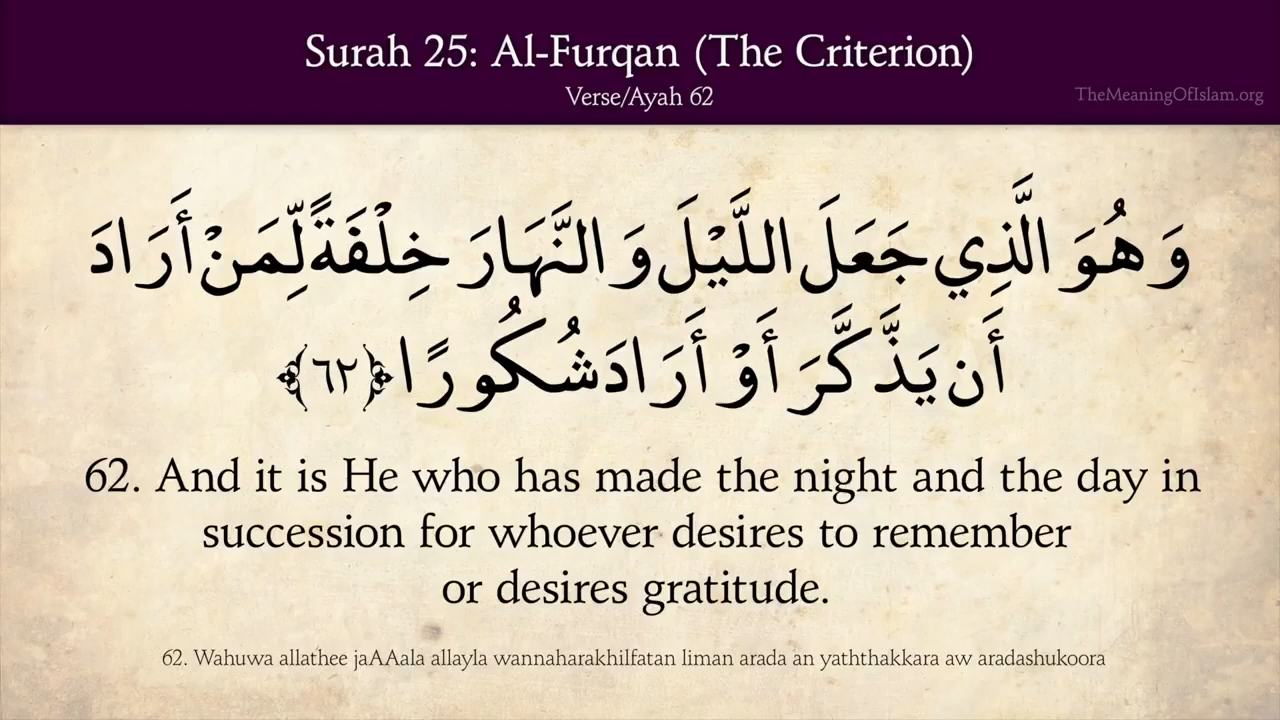 Surah 25: Al-Furqan (The Criterion)
Verse/Ayah 62
TheMeaningOfIslam.org
وَهُوَ الَّذِي جَعَلَ اللَّيْلَ وَالنَّهَارَ خِلْفَةً لِّمَنْ أَرَادَ
أَن يَذَّكَّرَ أَوْ أَرَادَ شُكُورًا ﴿٦٢﴾
62. And it is He who has made the night and the day in
succession for whoever desires to remember
or desires gratitude.
62. Wahuwa allathee jaAAala allayla wannaharakhilfatan liman arada an yaththakkara aw aradashukoora